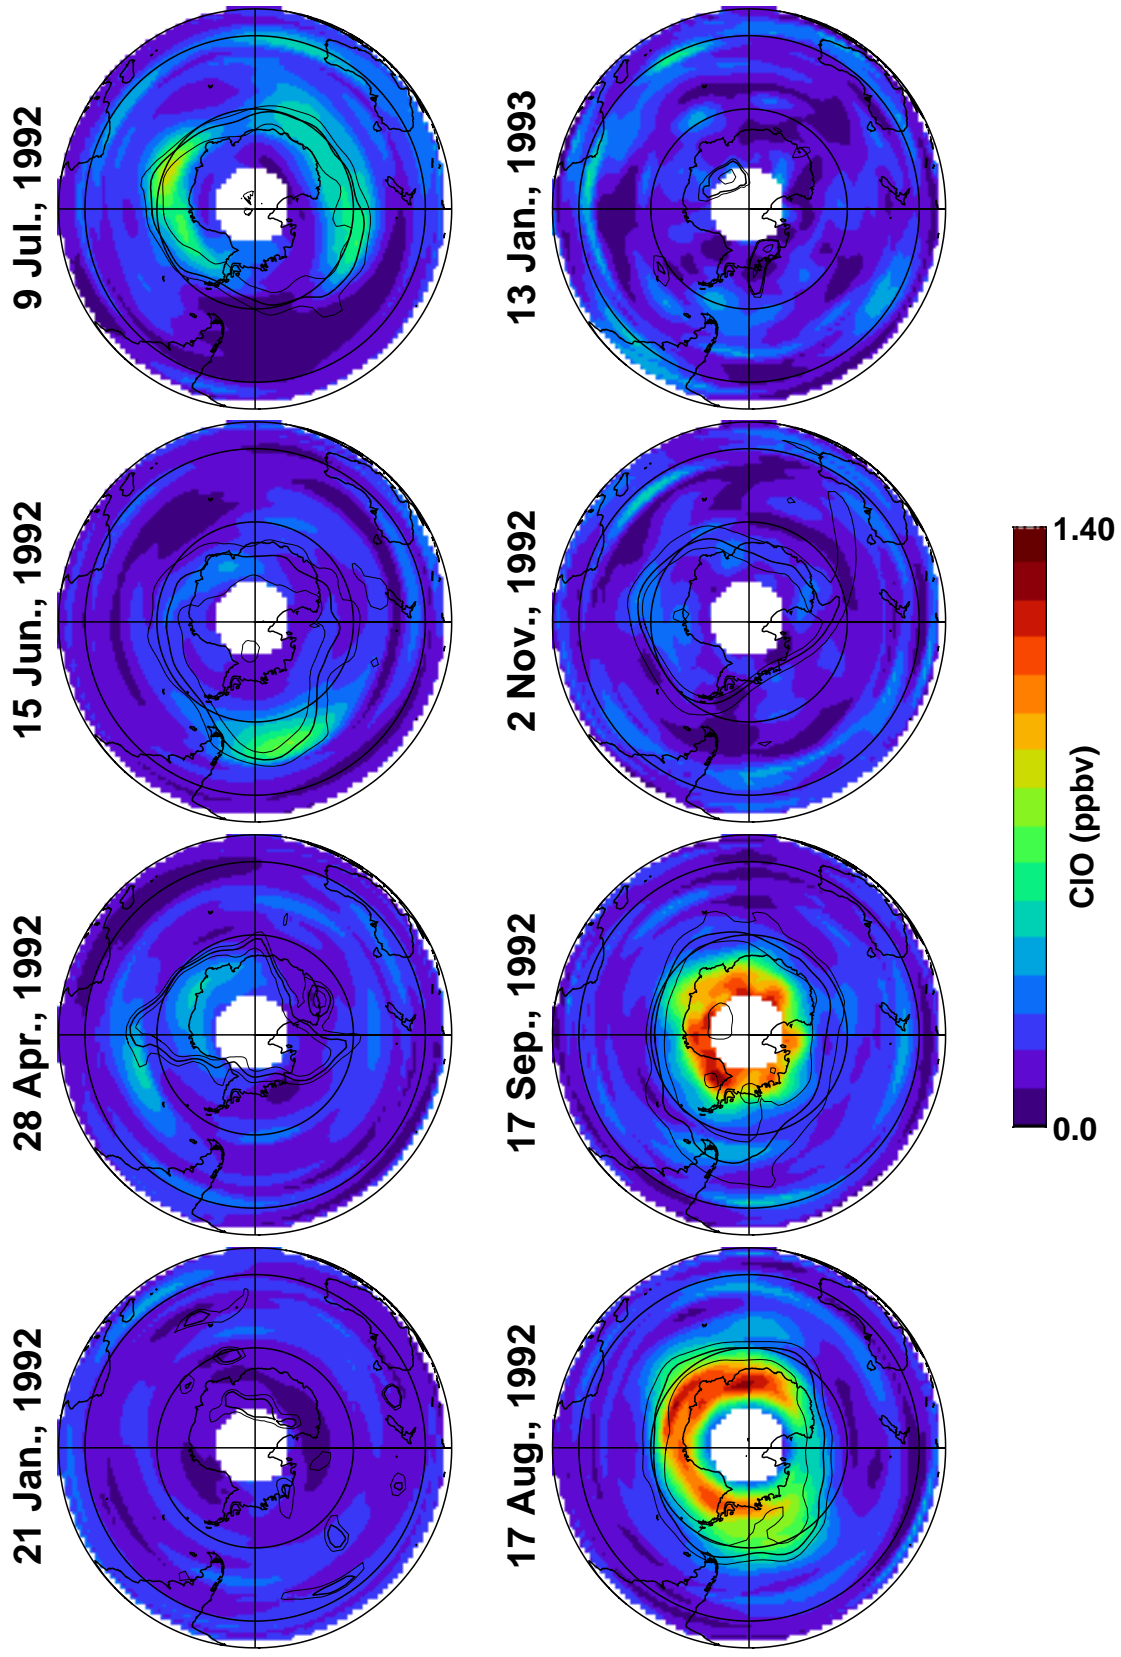 21 Jan., 1992
28 Apr., 1992
15 Jun., 1992
9 Jul., 1992
17 Aug., 1992
17 Sep., 1992
2 Nov., 1992
13 Jan., 1993
0.0
ClO (ppbv)
1.40